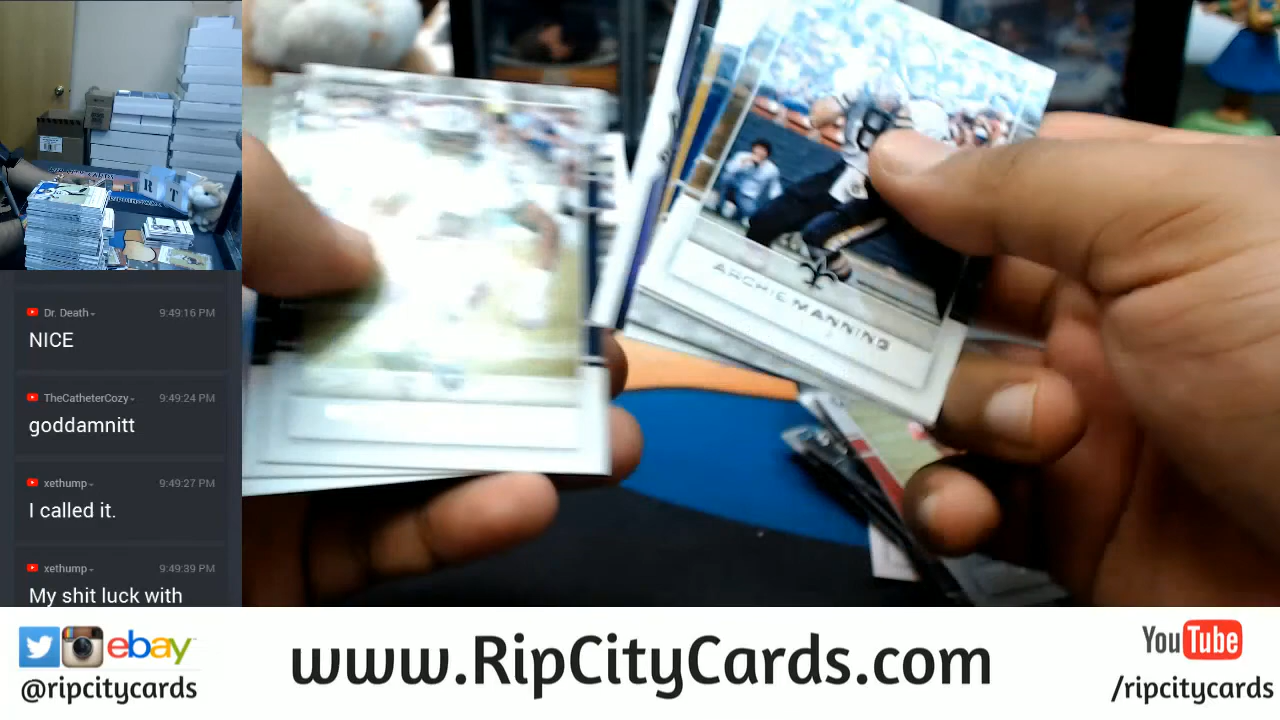 Dr. Death
9:49:16 PM
NICE
TheCatheterCozy
9:49:24 PM
goddamnitt
xethump
9:49:27 PM
I called it.
xethump
9:49:39 PM
My shit luck with
ARCHIE MANNING
ebay
@ripcitycards
www.RipCityCards.com
YouTube
/ripcitycards